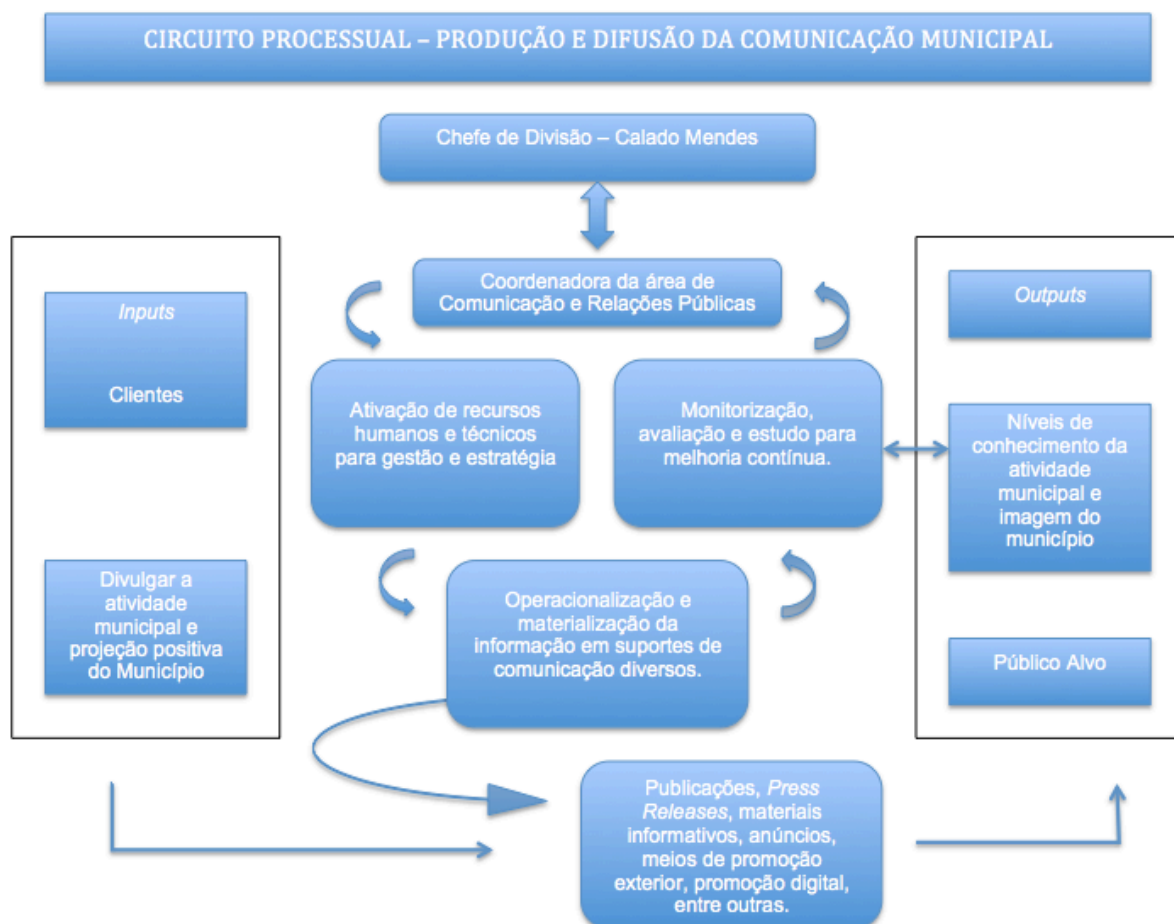 CIRCUITO PROCESSUAL – PRODUÇÃO E DIFUSÃO DA COMUNICAÇÃO MUNICIPAL
Chefe de Divisão – Calado Mendes
Coordenadora da área de
Comunicação e Relações Públicas
Inputs
Clientes
Divulgar a
atividade
municipal e
projeção positiva
do Município
Ativação de recursos
humanos e técnicos
para gestão e estratégia
Monitorização,
avaliação e estudo para
melhoria contínua.
Operacionalização e
materialização da
informação em suportes de
comunicação diversos.
Publicações, Press
Releases, materiais
informativos, anúncios,
meios de promoção
exterior, promoção digital,
entre outras.
Outputs
Níveis de
conhecimento da
atividade
municipal e
imagem do
município
Público Alvo